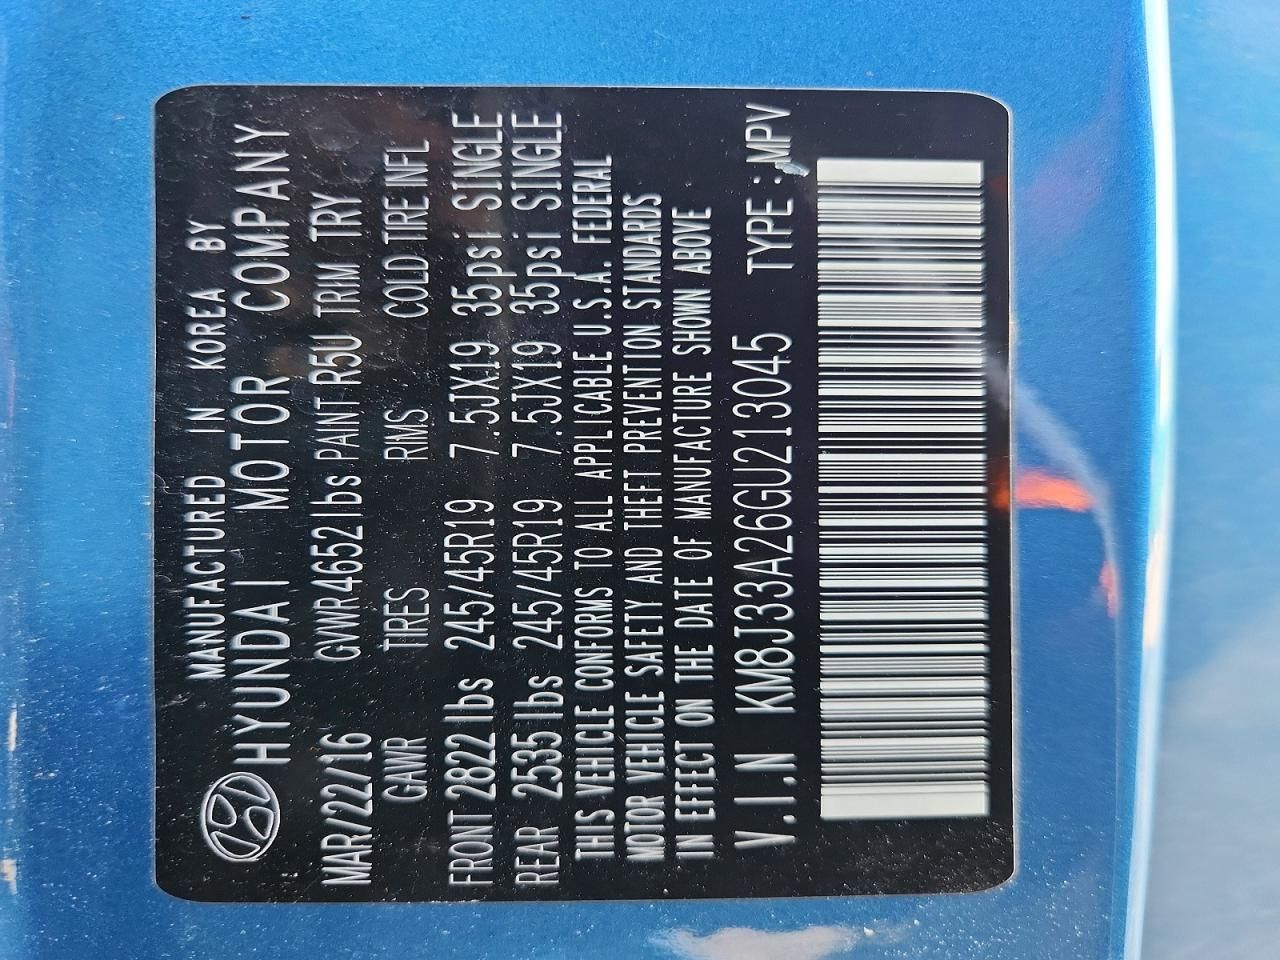 MANUFACTURED IN KOREA BY
HYUNDAI MOTOR COMPANY
MAR/22/16 GVWR4652lbs PAINT R5U TRIM TRY
GAWR TIRES RIMS COLD TIRE INFL
FRONT 2822 lbs 245/45R19 7.5JX19 35psi SINGLE
REAR 2535 lbs 245/45R19 7.5JX19 35psi SINGLE
THIS VEHICLE CONFORMS TO ALL APPLICABLE U.S.A. FEDERAL
MOTOR VEHICLE SAFETY AND THEFT PREVENTION STANDARDS
IN EFFECT ON THE DATE OF MANUFACTURE SHOWN ABOVE
V.I.N KM8J33A26GU213045 TYPE : MPV